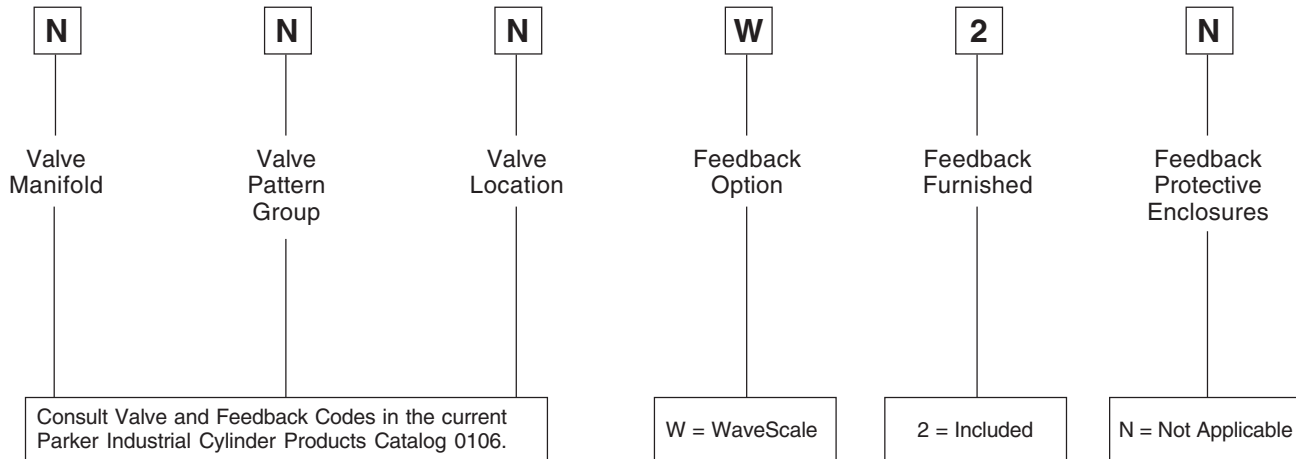 N N N W 2 N
Valve Manifold
Valve Pattern Group
Valve Location
Feedback Option
Feedback Furnished
Feedback Protective Enclosures
Consult Valve and Feedback Codes in the current
Parker Industrial Cylinder Products Catalog 0106.
W = WaveScale
2 = Included
N = Not Applicable